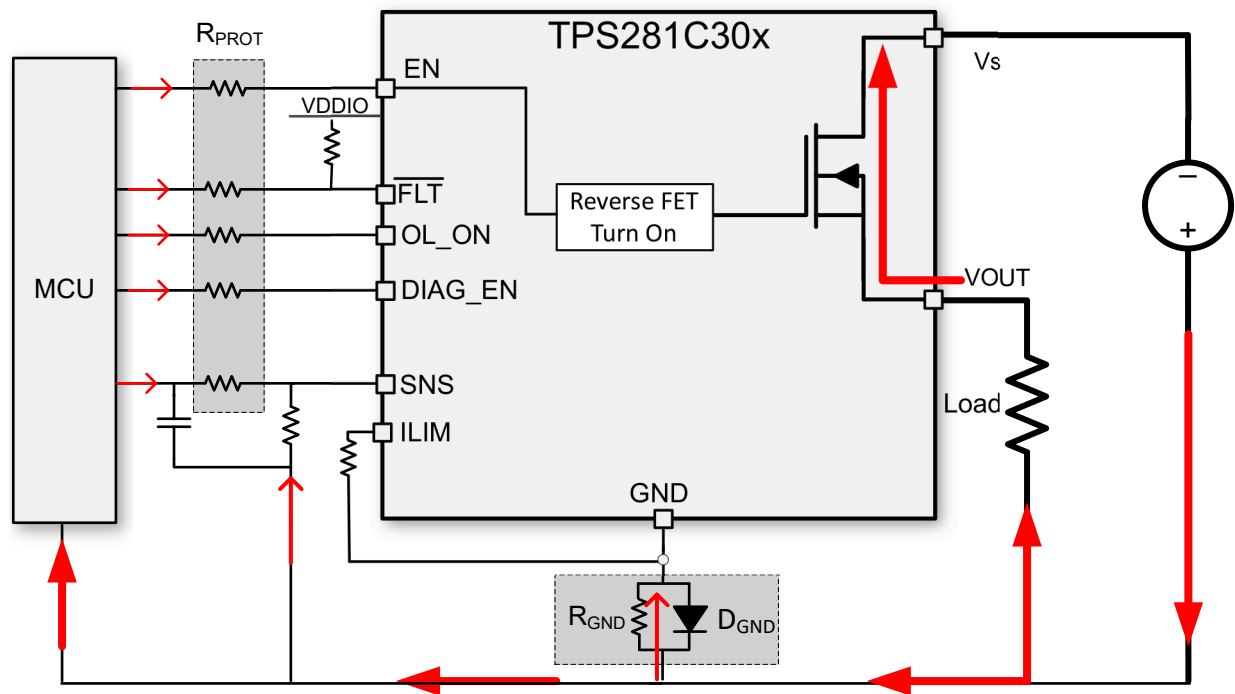 TPS281C30x
RPROT
EN
Vs
VDDIO
−
FLT
Reverse FET
Turn On
+
OL_ON
MCU
DIAG_EN
VOUT
SNS
Load
ILIM
GND
RGND
DGND